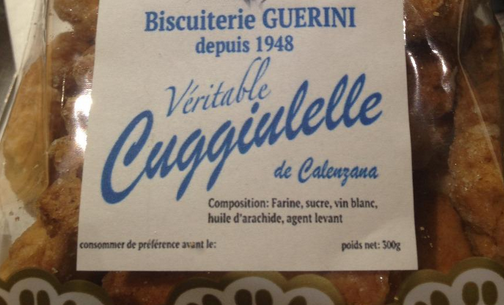 Biscuiterie GUERINI
depuis 1948
Véritable
Cuggiulelle
de Calenzana
Composition: Farine, sucre, vin blanc,
huile d'arachide, agent levant
consommer de préférence avant le: poids net: 300g